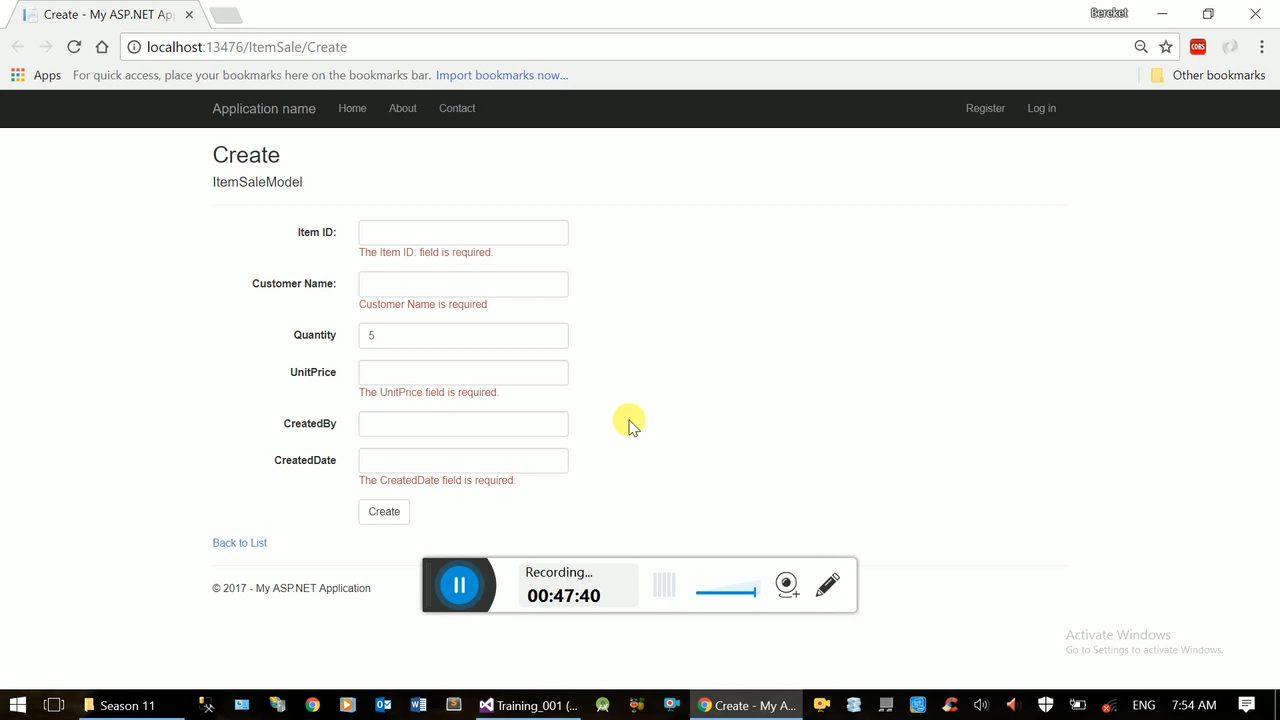 Create - My ASP.NET Ap
Bereket
localhost:13476/ItemSale/Create
CORS
Apps For quick access, place your bookmarks here on the bookmarks bar. Import bookmarks now... Other bookmarks
Application name Home About Contact Register Log in
Create
ItemSaleModel
Item ID:
The Item ID: field is required.
Customer Name:
Customer Name is required
Quantity 5
UnitPrice
The UnitPrice field is required.
CreatedBy
CreatedDate
The CreatedDate field is required.
Create
Back to List
© 2017 - My ASP.NET Application
Recording...
00:47:40
Activate Windows
Go to Settings to activate Windows.
Season 11 Training_001 (... Create - My A... ENG 7:54 AM